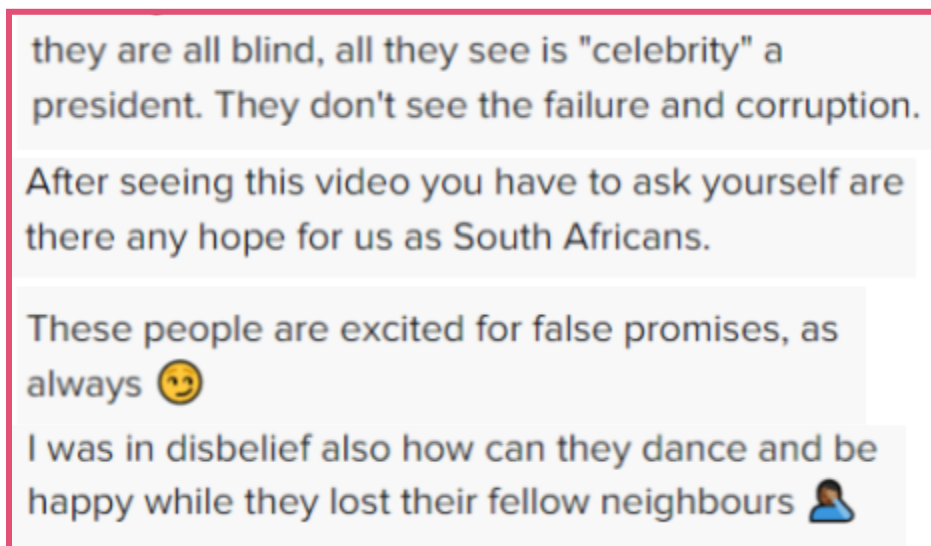 they are all blind, all they see is "celebrity" a
president. They don't see the failure and corruption.
After seeing this video you have to ask yourself are
there any hope for us as South Africans.
These people are excited for false promises, as
always 😏
I was in disbelief also how can they dance and be
happy while they lost their fellow neighbours 🤦🏾‍♂️